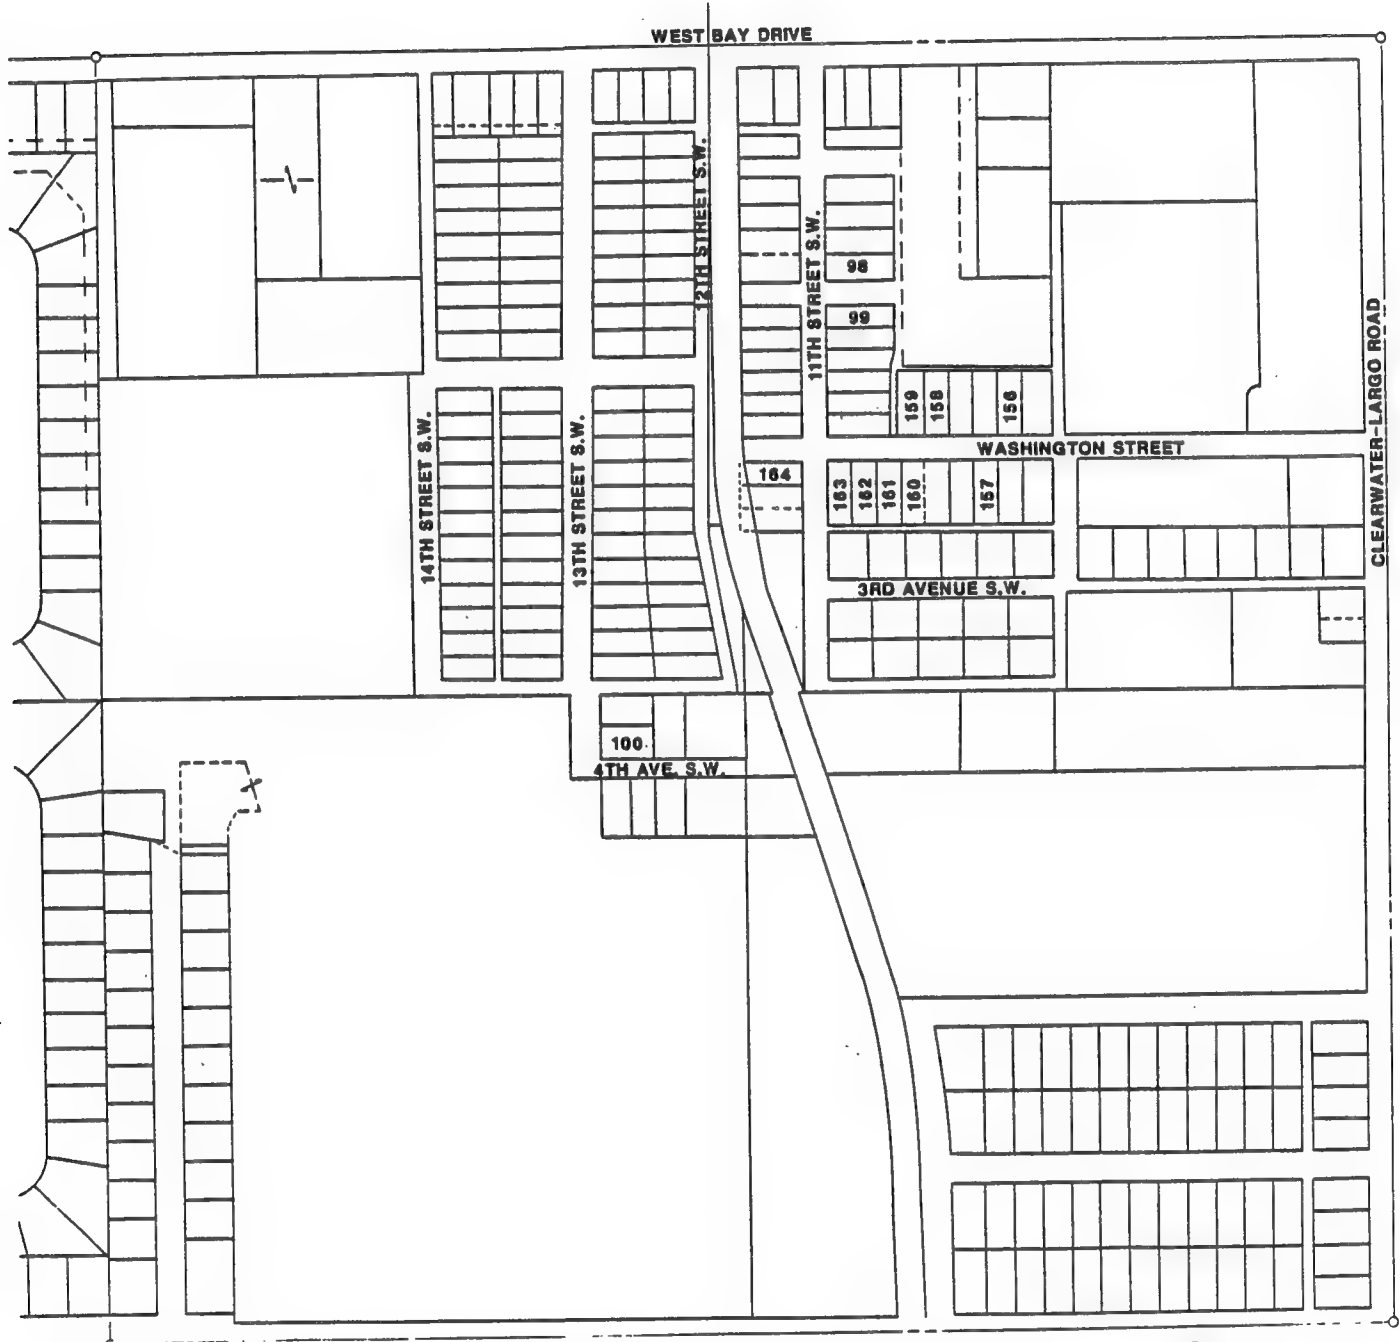 WEST BAY DRIVE
12TH STREET S.W.
11TH STREET S.W.
98
99
CLEARWATER-LARGO ROAD
159
158
156
14TH STREET S.W.
13TH STREET S.W.
WASHINGTON STREET
164
163
162
161
160
157
3RD AVENUE S.W.
100
4TH AVE. S.W.